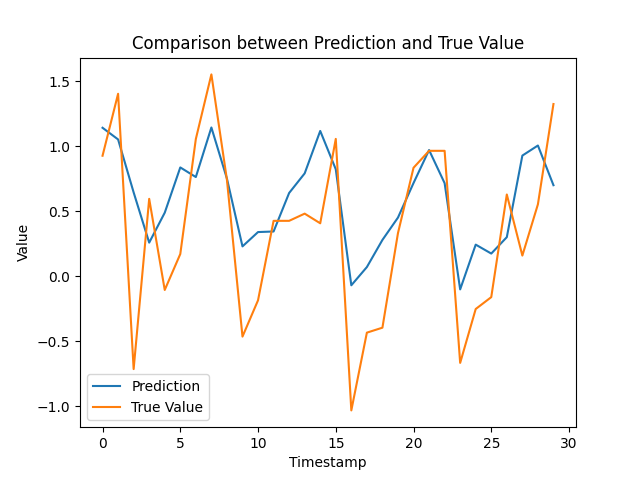 Comparison between Prediction and True Value
Value
1.5
1.0
0.5
0.0
−0.5
−1.0
Prediction
True Value
0 5 10 15 20 25 30
Timestamp